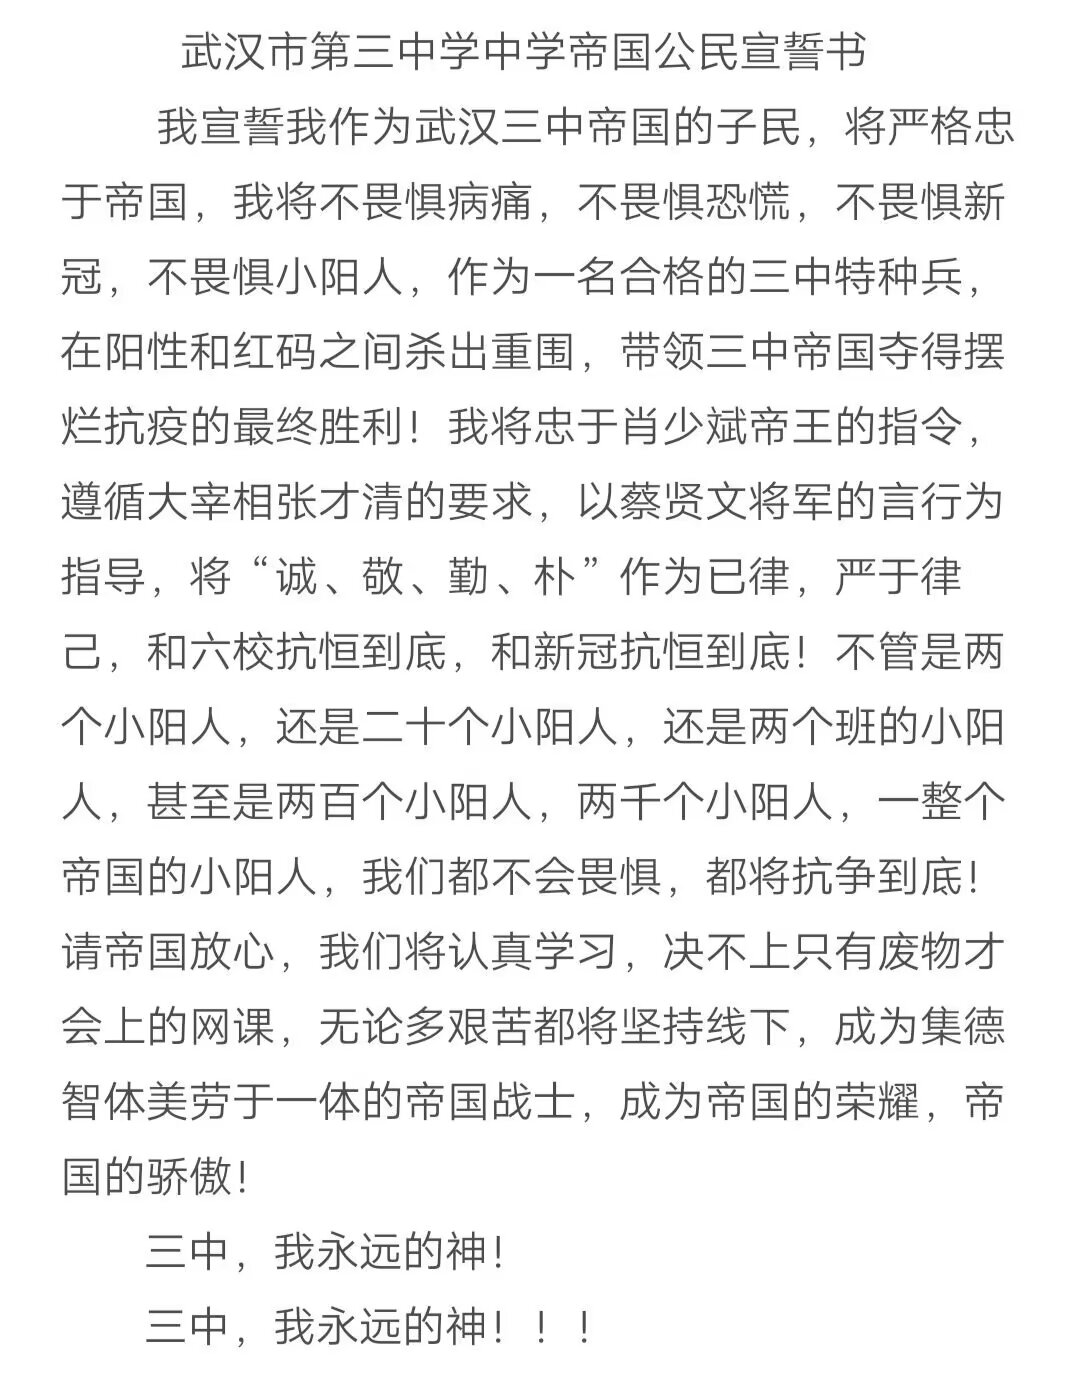 武汉市第三中学中学帝国公民宣誓书
我宣誓我作为武汉三中帝国的子民，将严格忠
于帝国，我将不畏惧病痛，不畏惧恐慌，不畏惧新
冠，不畏惧小阳人，作为一名合格的三中特种兵，
在阳性和红码之间杀出重围，带领三中帝国夺得摆
烂抗疫的最终胜利！我将忠于肖少斌帝王的指令，
遵循大宰相张才清的要求，以蔡贤文将军的言行为
指导，将“诚、敬、勤、朴”作为已律，严于律
己，和六校抗恒到底，和新冠抗恒到底！不管是两
个小阳人，还是二十个小阳人，还是两个班的小阳
人，甚至是两百个小阳人，两千个小阳人，一整个
帝国的小阳人，我们都不会畏惧，都将抗争到底！
请帝国放心，我们将认真学习，决不上只有废物才
会上的网课，无论多艰苦都将坚持线下，成为集德
智体美劳于一体的帝国战士，成为帝国的荣耀，帝
国的骄傲！
三中，我永远的神！
三中，我永远的神！！！